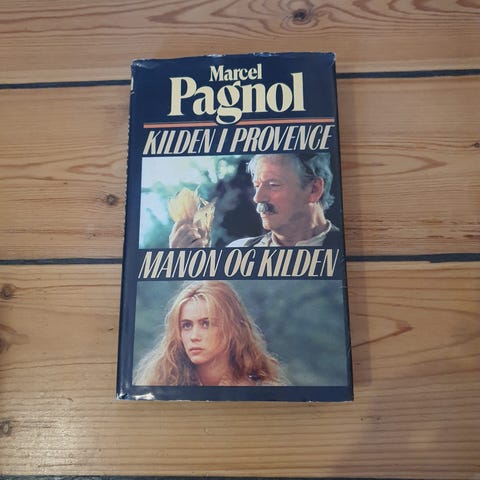 Marcel
Pagnol
KILDEN I PROVENCE
MANON OG KILDEN